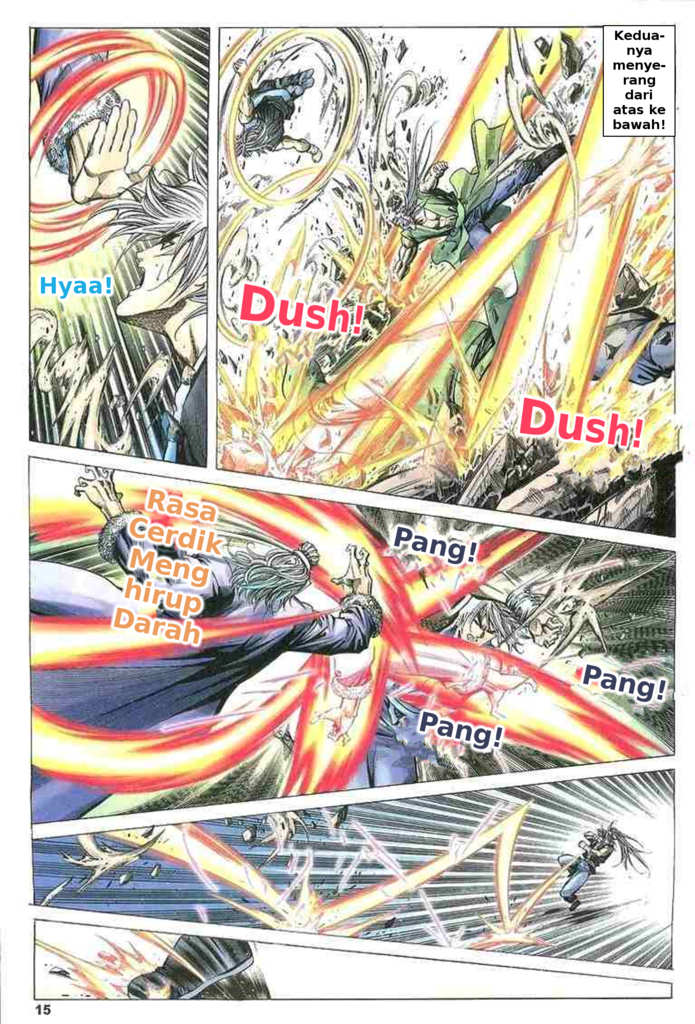 Kedua-
nya
menye-
rang
dari
atas ke
bawah!
Hyaa!
Dush!
Dush!
Rasa
Cerdik
Meng
hirup
Darah
Pang!
Pang!
Pang!
15